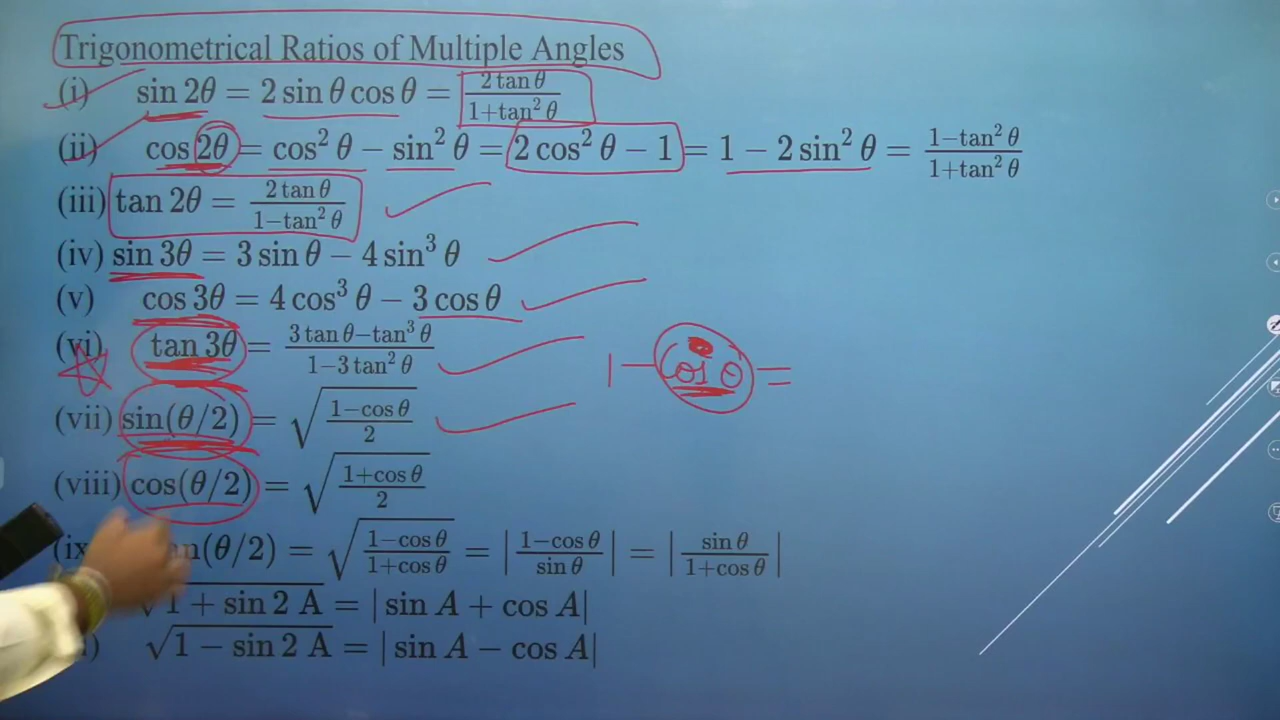 Trigonometrical Ratios of Multiple Angles
(i) sin 2θ = 2 sin θ cos θ = 2 tan θ / 1+tan² θ
(ii) cos 2θ = cos² θ − sin² θ = 2 cos² θ − 1 = 1 − 2 sin² θ = 1−tan² θ / 1+tan² θ
(iii) tan 2θ = 2 tan θ / 1−tan² θ
(iv) sin 3θ = 3 sin θ − 4 sin³ θ
(v) cos 3θ = 4 cos³ θ − 3 cos θ
(vi) tan 3θ = 3 tan θ−tan³ θ / 1−3 tan² θ
1 − cos θ =
(vii) sin(θ/2) = √(1−cos θ / 2)
(viii) cos(θ/2) = √(1+cos θ / 2)
(θ/2) = √(1−cos θ / 1+cos θ) = |1−cos θ / sin θ| = |sin θ / 1+cos θ|
√1 + sin 2 A = | sin A + cos A|
√1 − sin 2 A = | sin A − cos A|